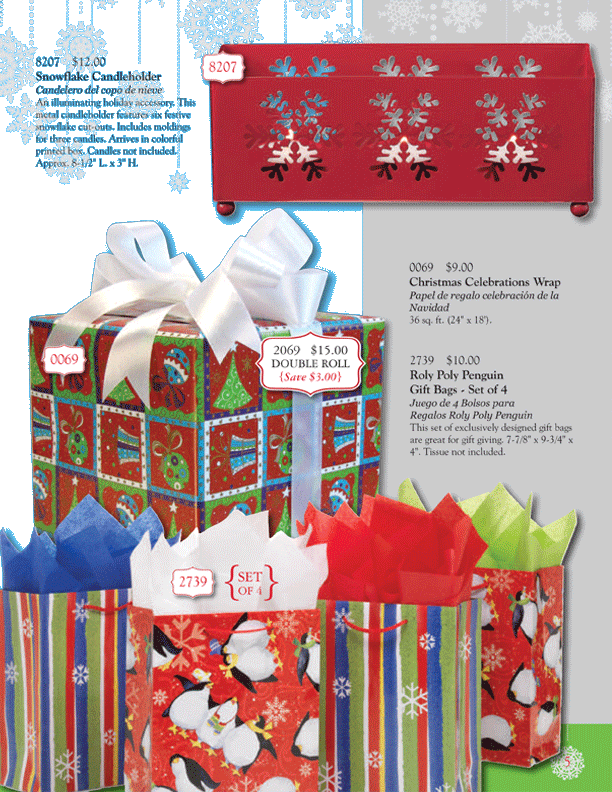 8207 $12.00
Snowflake Candleholder
Candelero del copo de nieve
An illuminating holiday accessory. This
metal candleholder features six festive
snowflake cut-outs. Includes moldings
for three candles. Arrives in colorful
printed box. Candles not included.
Approx. 8-1/2" L. x 3" H.
8207
0069 $9.00
Christmas Celebrations Wrap
Papel de regalo celebración de la
Navidad
36 sq. ft. (24" x 18').
0069
2069 $15.00
DOUBLE ROLL
{Save $3.00}
2739 $10.00
Roly Poly Penguin
Gift Bags - Set of 4
Juego de 4 Bolsos para
Regalos Roly Poly Penguin
This set of exclusively designed gift bags
are great for gift giving. 7-7/8" x 9-3/4" x
4". Tissue not included.
2739
{SET
OF 4}
5